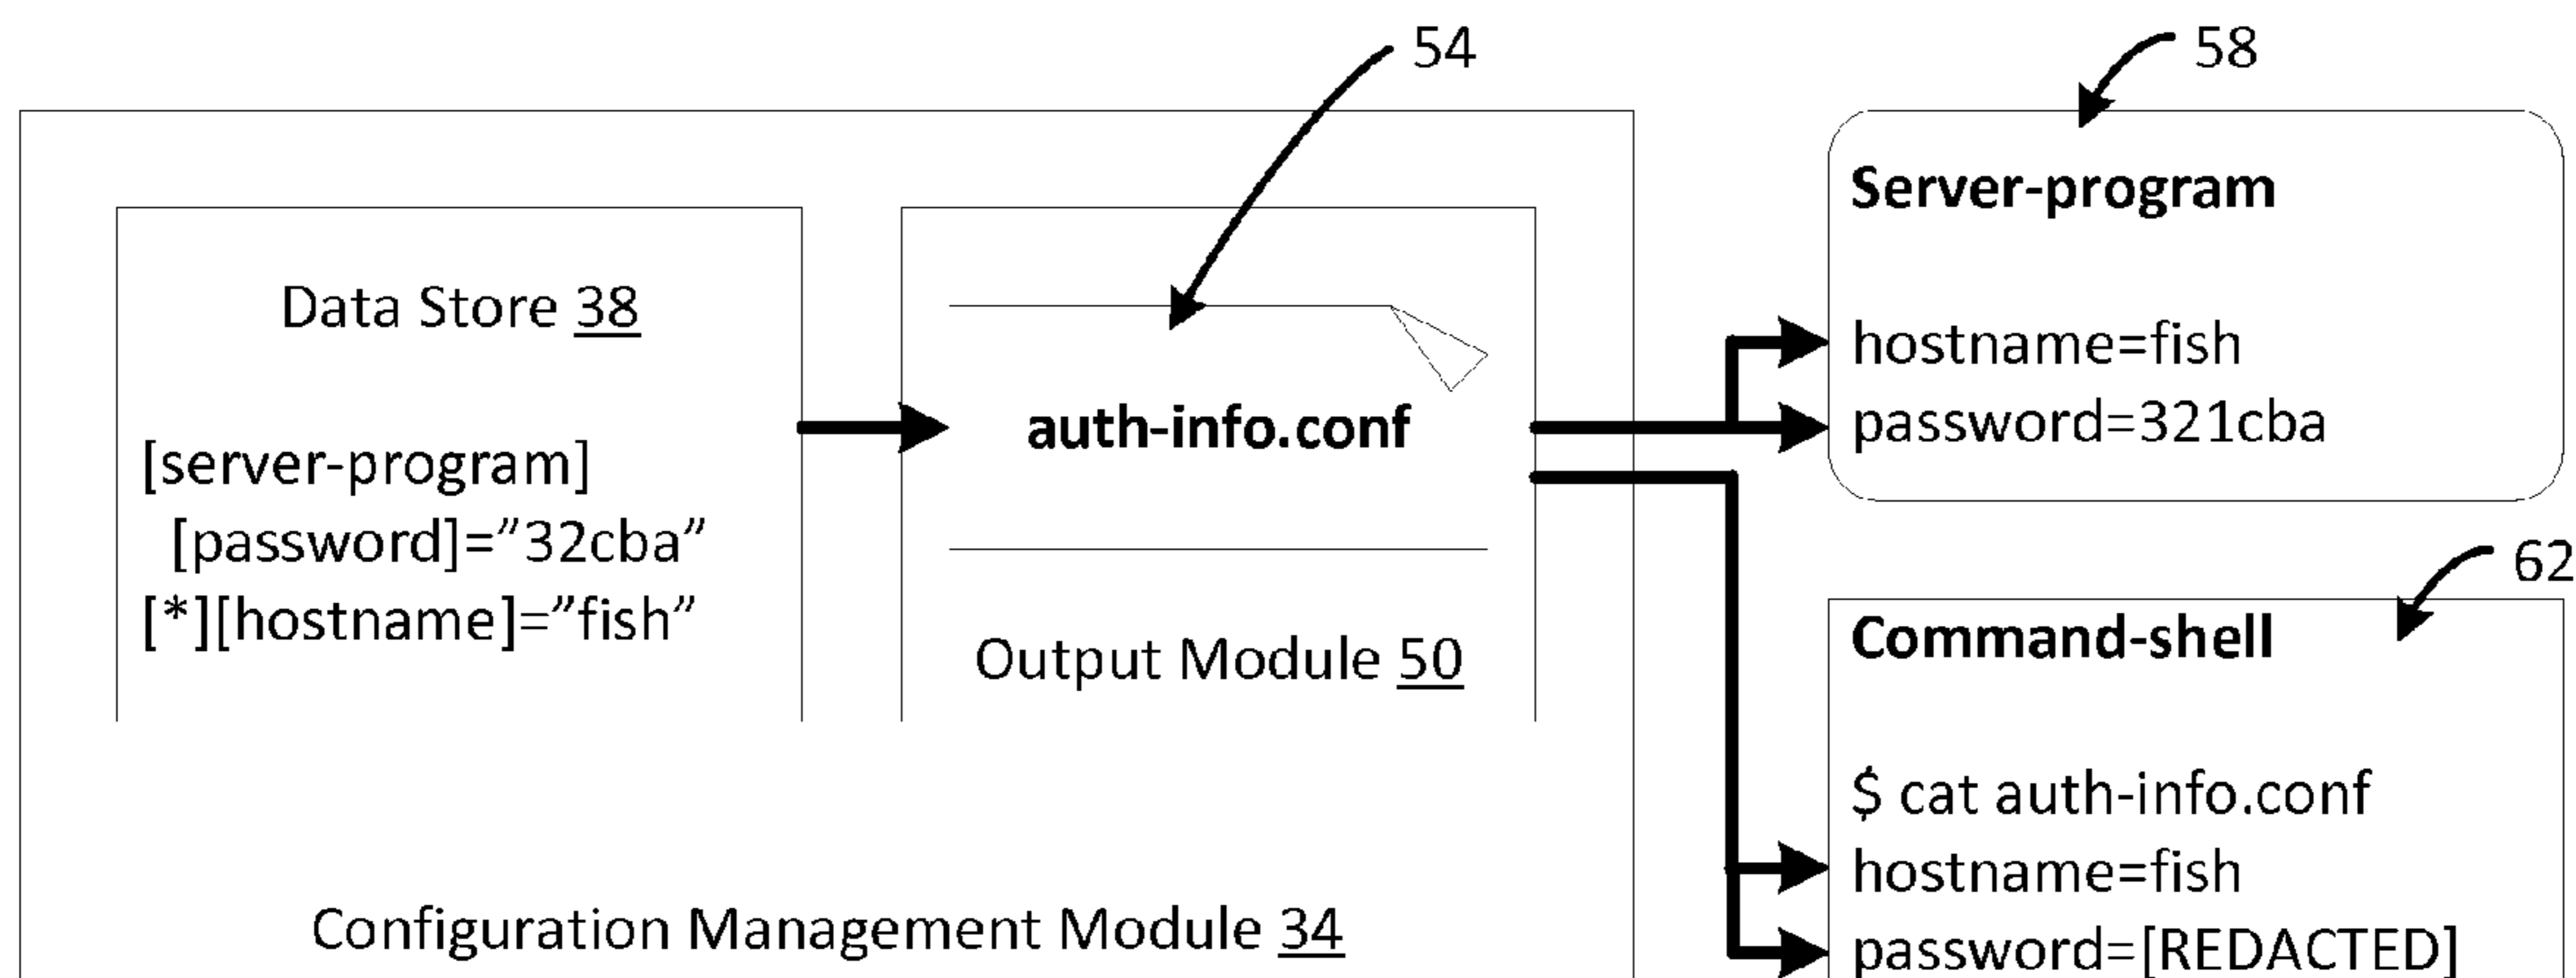 54
58
Data Store 38
[server-program]
[password]=”32cba”
[*][hostname]=”fish”
auth-info.conf
Output Module 50
Configuration Management Module 34
Server-program
hostname=fish
password=321cba
62
Command-shell
$ cat auth-info.conf
hostname=fish
password=[REDACTED]